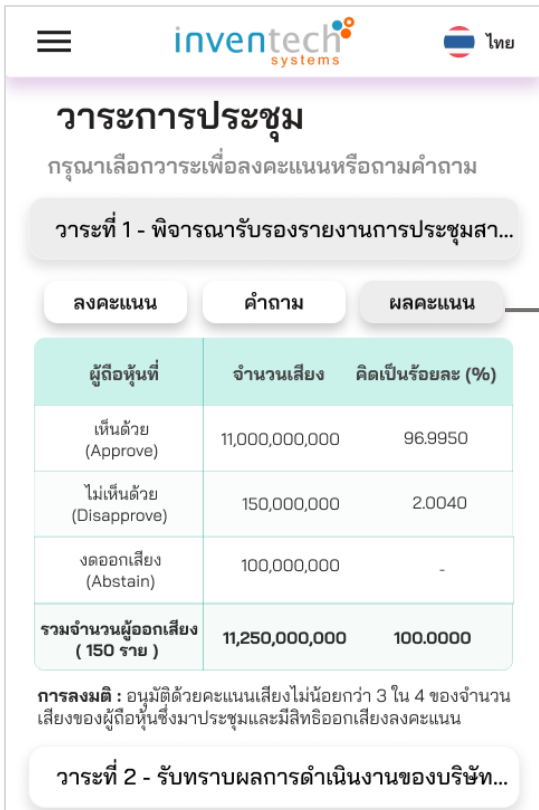 inventech
systems
ไทย
วาระการประชุม
กรุณาเลือกวาระเพื่อลงคะแนนหรือถามคำถาม
วาระที่ 1 - พิจารณารับรองรายงานการประชุมสา...
ลงคะแนน คำถาม ผลคะแนน
ผู้ถือหุ้นที่ จำนวนเสียง คิดเป็นร้อยละ (%)
เห็นด้วย
(Approve) 11,000,000,000 96.9950
ไม่เห็นด้วย
(Disapprove) 150,000,000 2.0040
งดออกเสียง
(Abstain) 100,000,000 -
รวมจำนวนผู้ออกเสียง
( 150 ราย ) 11,250,000,000 100.0000
การลงมติ : อนุมัติด้วยคะแนนเสียงไม่น้อยกว่า 3 ใน 4 ของจำนวน
เสียงของผู้ถือหุ้นซึ่งมาประชุมและมีสิทธิออกเสียงลงคะแนน
วาระที่ 2 - รับทราบผลการดำเนินงานของบริษัท...